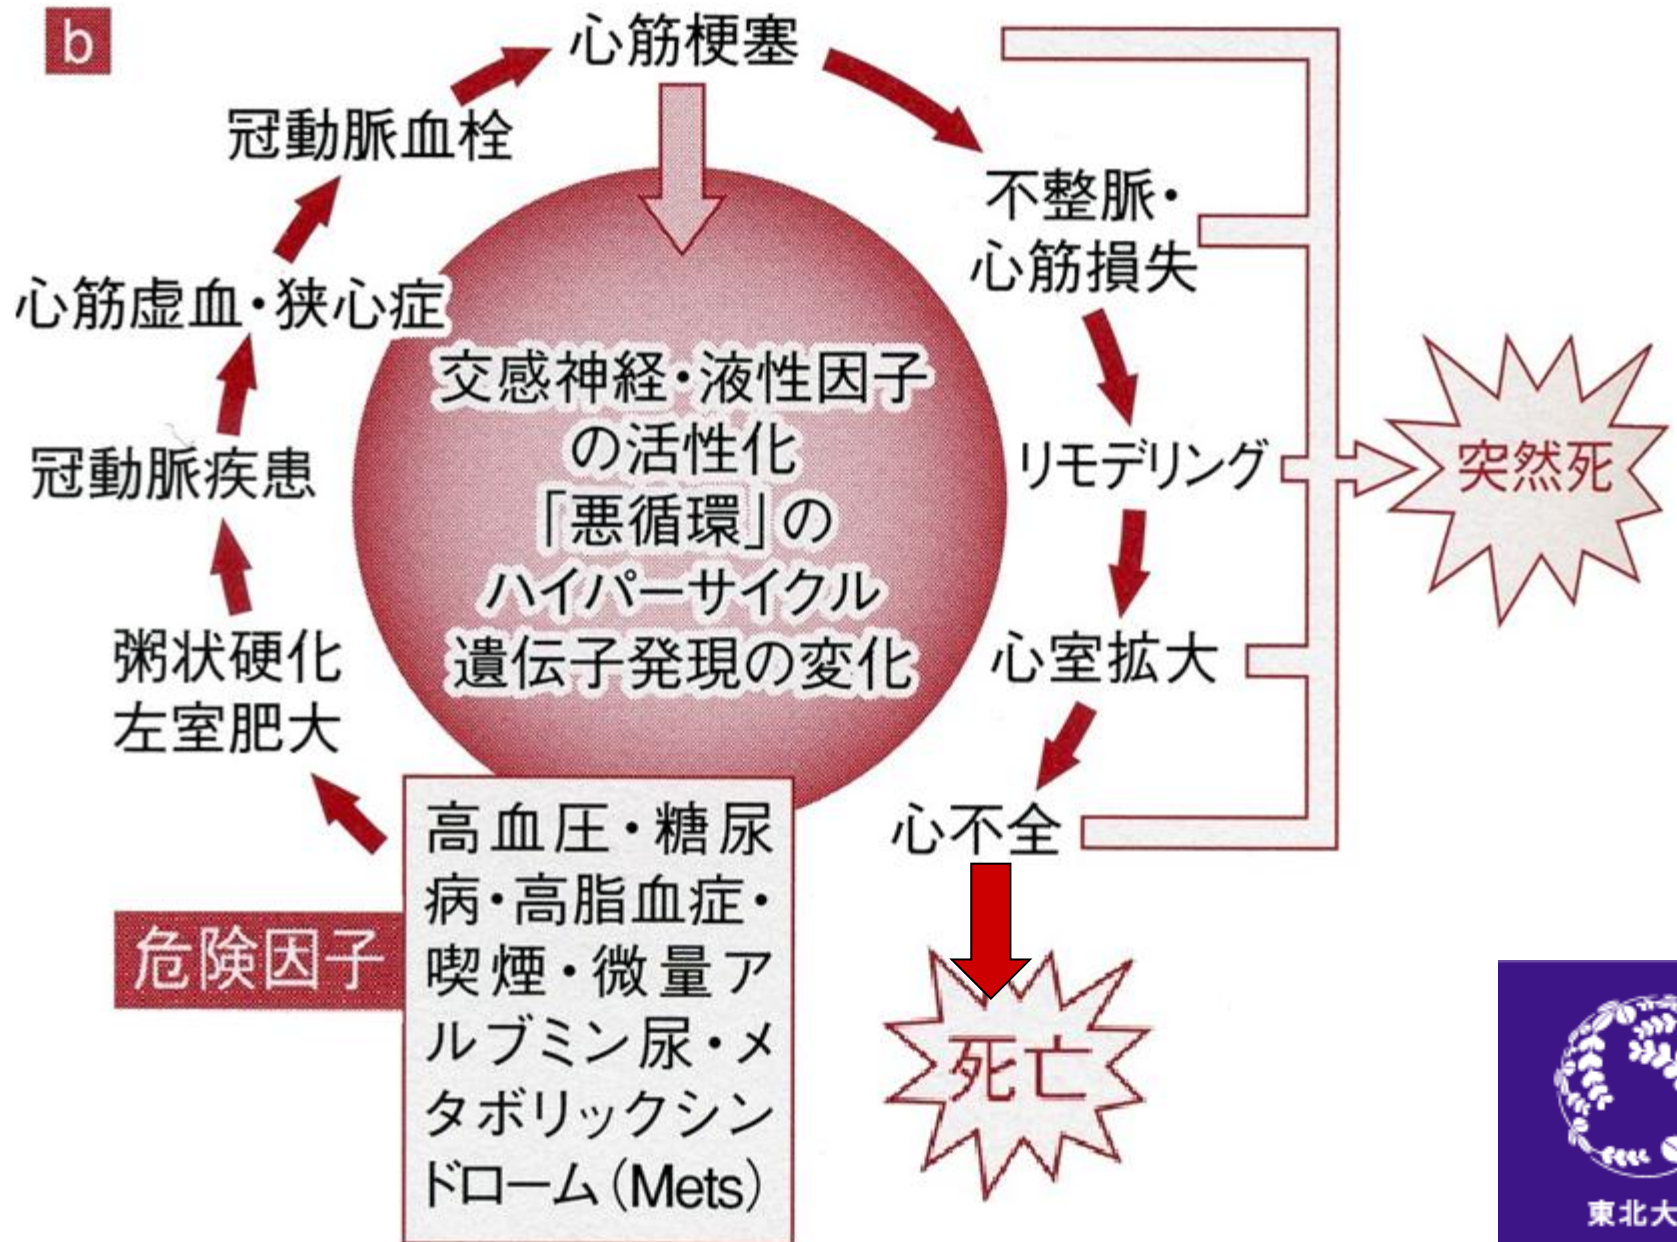 b
心筋梗塞
冠動脈血栓
不整脈・
心筋損失
心筋虚血・狭心症
交感神経・液性因子
の活性化
「悪循環」の
ハイパーサイクル
遺伝子発現の変化
冠動脈疾患
リモデリング
突然死
粥状硬化
左室肥大
心室拡大
心不全
危険因子
高血圧・糖尿
病・高脂血症・
喫煙・微量ア
ルブミン尿・メ
タボリックシン
ドローム(Mets)
死亡
東北大